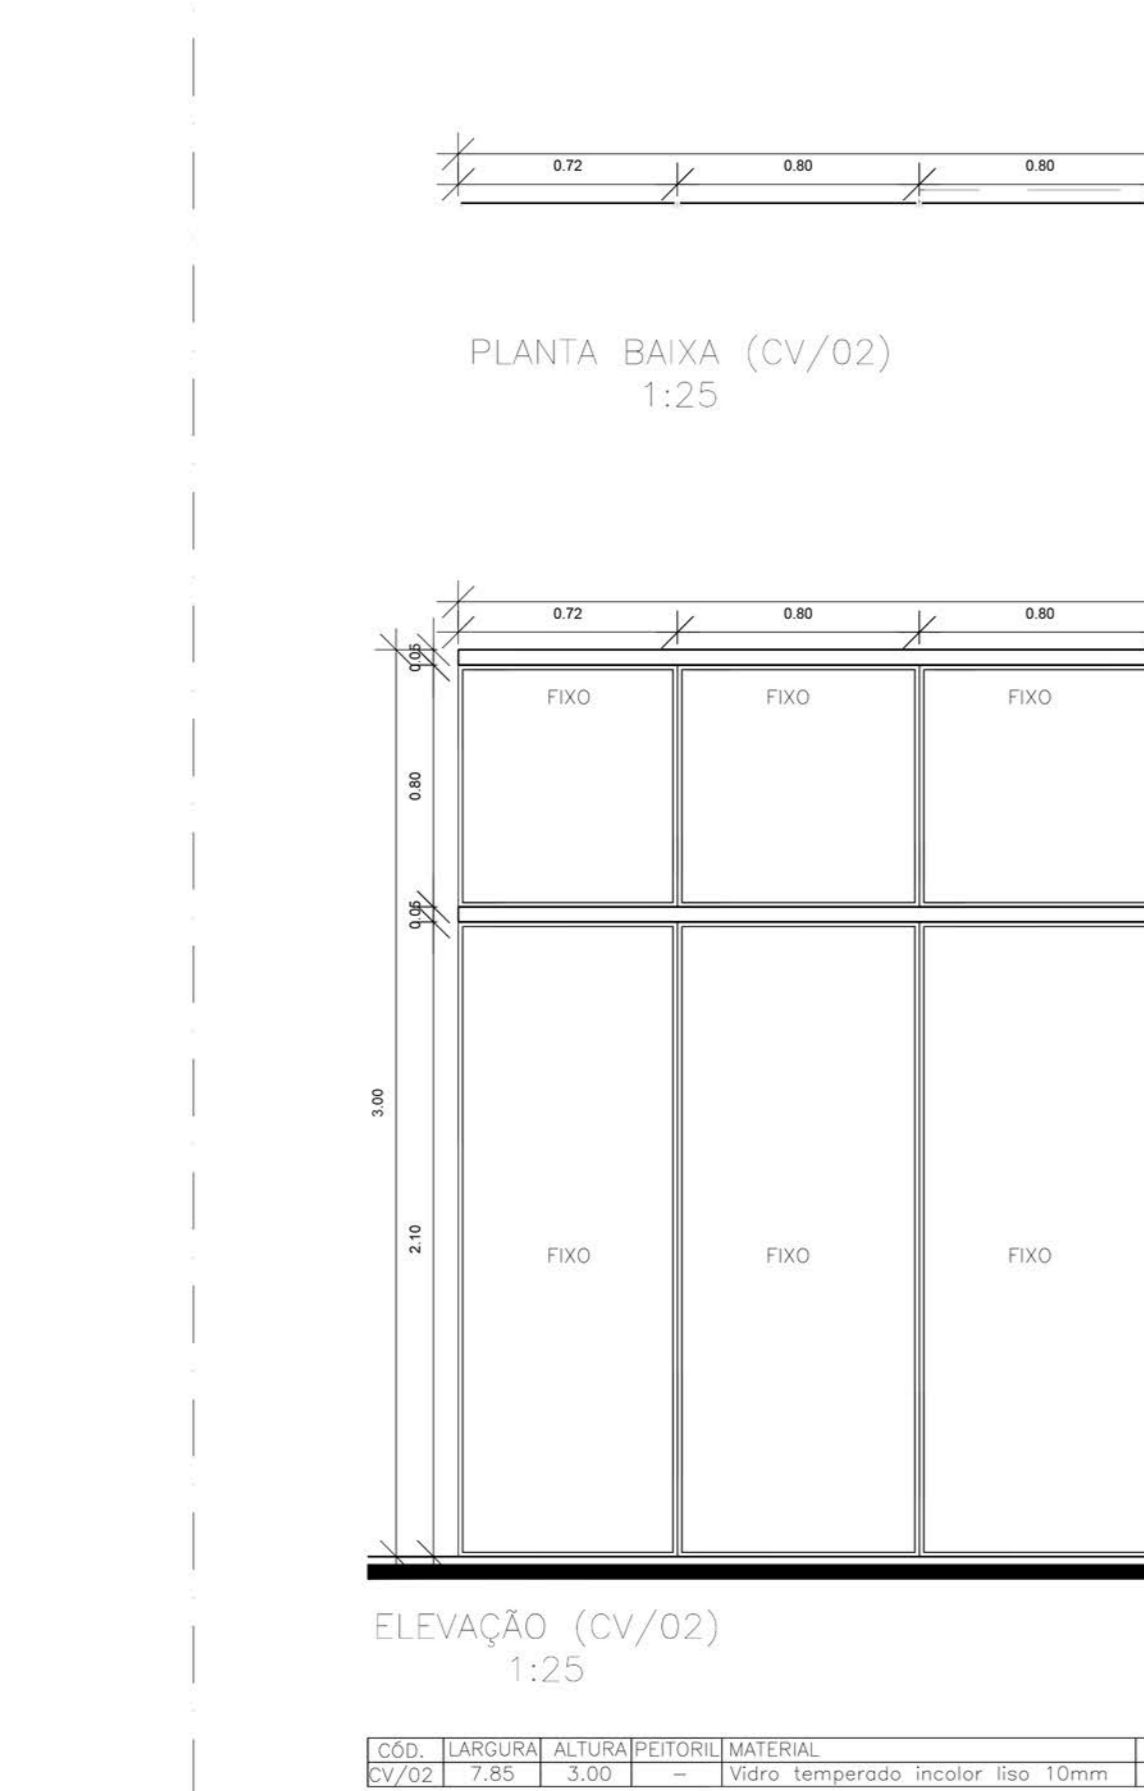 0.72 0.80 0.80
PLANTA BAIXA (CV/02)
1:25
0.72 0.80 0.80
0.05
FIXO FIXO FIXO
0.80
0.05
3.00
2.10
FIXO FIXO FIXO
ELEVAÇÃO (CV/02)
1:25
CÓD. LARGURA ALTURA PEITORIL MATERIAL
CV/02 7.85 3.00 – Vidro temperado incolor liso 10mm